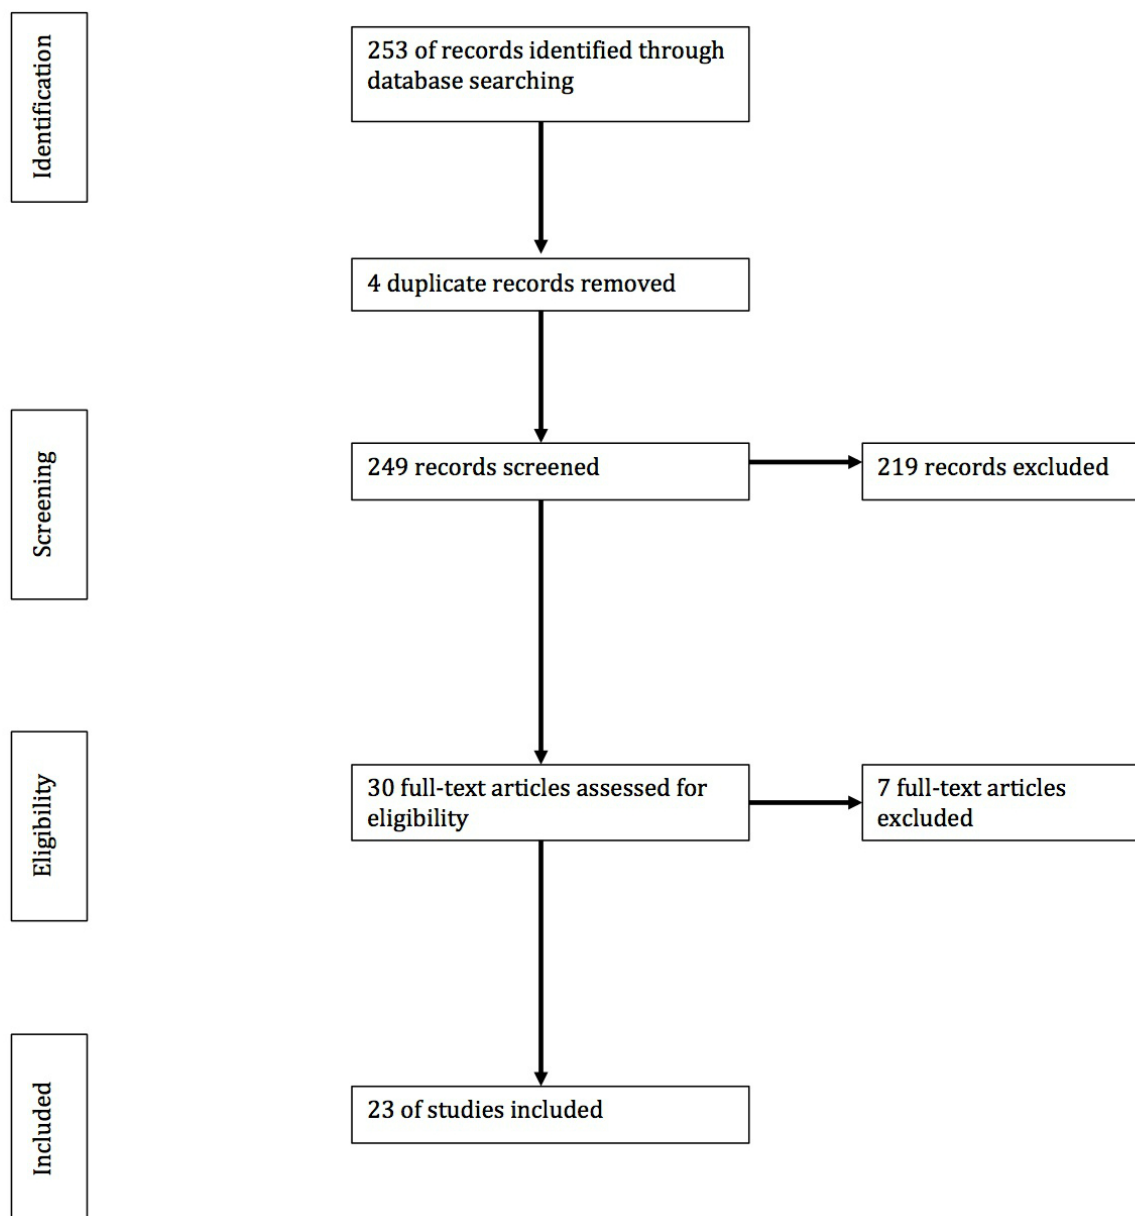 Identification
253 of records identified through
database searching
4 duplicate records removed
Screening
249 records screened
219 records excluded
Eligibility
30 full-text articles assessed for
eligibility
7 full-text articles
excluded
Included
23 of studies included